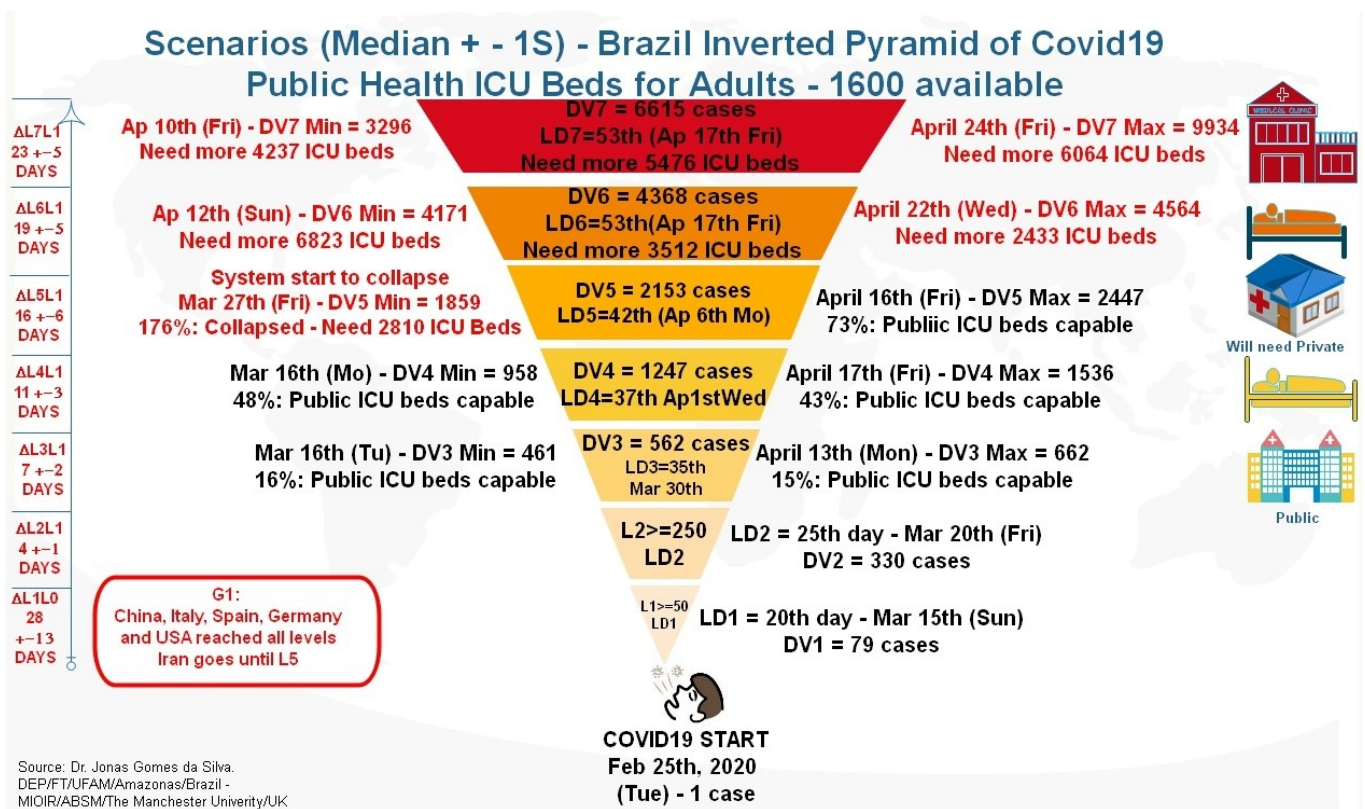 Scenarios (Median + - 1S) - Brazil Inverted Pyramid of Covid19
Public Health ICU Beds for Adults - 1600 available
ΔL7L1
23 +-5
DAYS
Ap 10th (Fri) - DV7 Min = 3296
Need more 4237 ICU beds
DV7 = 6615 cases
LD7=53th (Ap 17th Fri)
Need more 5476 ICU beds
April 24th (Fri) - DV7 Max = 9934
Need more 6064 ICU beds
MEDICAL CLINIC
ΔL6L1
19 +-5
DAYS
Ap 12th (Sun) - DV6 Min = 4171
Need more 6823 ICU beds
DV6 = 4368 cases
LD6=53th(Ap 17th Fri)
Need more 3512 ICU beds
April 22th (Wed) - DV6 Max = 4564
Need more 2433 ICU beds
ΔL5L1
16 +-6
DAYS
System start to collapse
Mar 27th (Fri) - DV5 Min = 1859
176%: Collapsed - Need 2810 ICU Beds
DV5 = 2153 cases
LD5=42th (Ap 6th Mo)
April 16th (Fri) - DV5 Max = 2447
73%: Publiic ICU beds capable
Will need Private
ΔL4L1
11 +-3
DAYS
Mar 16th (Mo) - DV4 Min = 958
48%: Public ICU beds capable
DV4 = 1247 cases
LD4=37th Ap1stWed
April 17th (Fri) - DV4 Max = 1536
43%: Public ICU beds capable
ΔL3L1
7 +-2
DAYS
Mar 16th (Tu) - DV3 Min = 461
16%: Public ICU beds capable
DV3 = 562 cases
LD3=35th
Mar 30th
April 13th (Mon) - DV3 Max = 662
15%: Public ICU beds capable
Public
ΔL2L1
4 +-1
DAYS
L2>=250
LD2
LD2 = 25th day - Mar 20th (Fri)
DV2 = 330 cases
ΔL1L0
28
+-13
DAYS
G1:
China, Italy, Spain, Germany
and USA reached all levels
Iran goes until L5
L1>=50
LD1
LD1 = 20th day - Mar 15th (Sun)
DV1 = 79 cases
COVID19 START
Feb 25th, 2020
(Tue) - 1 case
Source: Dr. Jonas Gomes da Silva.
DEP/FT/UFAM/Amazonas/Brazil -
MIOIR/ABSM/The Manchester Univerity/UK